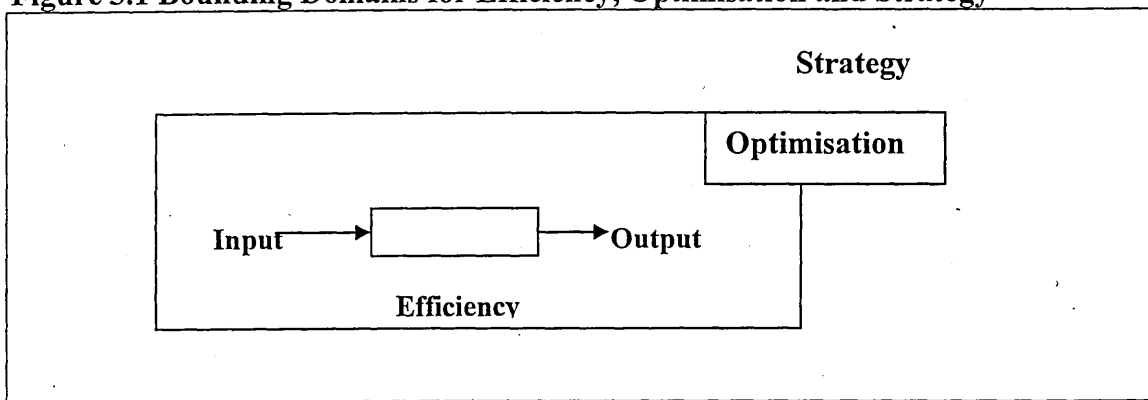 Figure 3.1 Bounding Domains for Efficiency, Optimisation and Strategy
Strategy
Optimisation
Input
Output
Efficiency